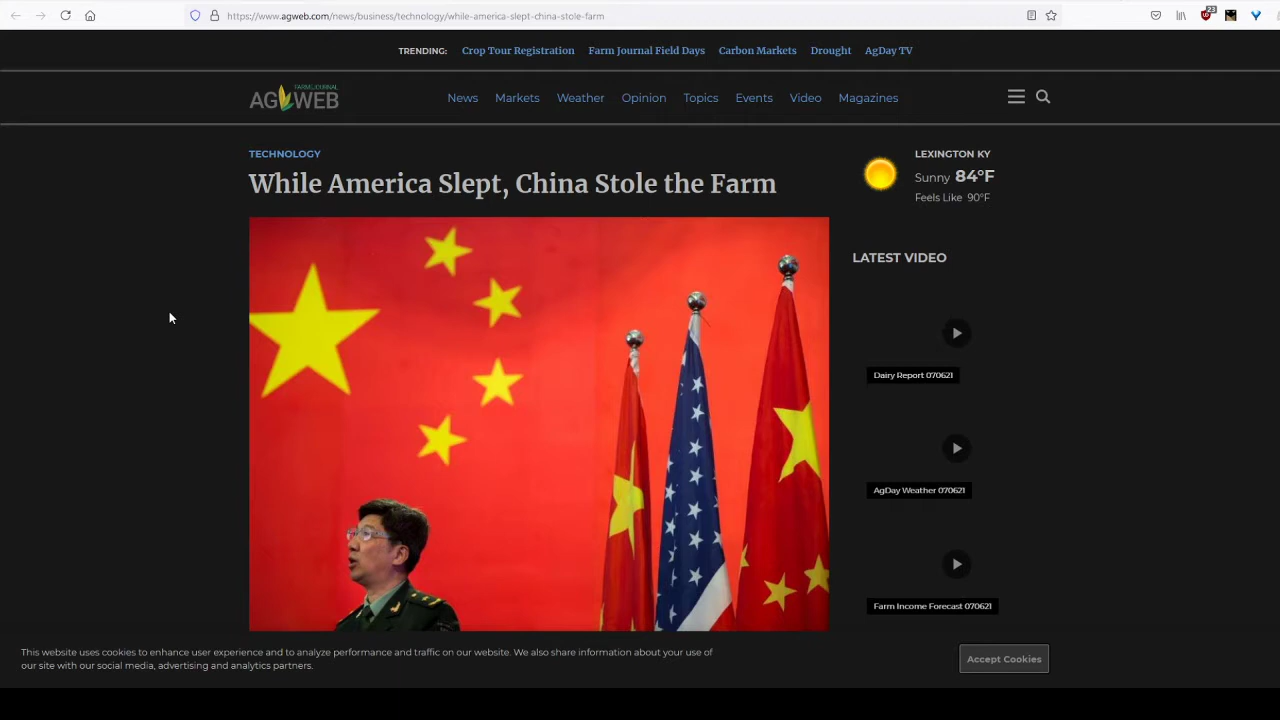 https://www.agweb.com/news/business/technology/while-america-slept-china-stole-farm
23
TRENDING: Crop Tour Registration Farm Journal Field Days Carbon Markets Drought AgDay TV
FARM JOURNAL
AGWEB
News Markets Weather Opinion Topics Events Video Magazines
TECHNOLOGY
While America Slept, China Stole the Farm
LEXINGTON KY
Sunny 84°F
Feels Like 90°F
LATEST VIDEO
Dairy Report 070621
AgDay Weather 070621
Farm Income Forecast 070621
This website uses cookies to enhance user experience and to analyze performance and traffic on our website. We also share information about your use of
our site with our social media, advertising and analytics partners.
Accept Cookies